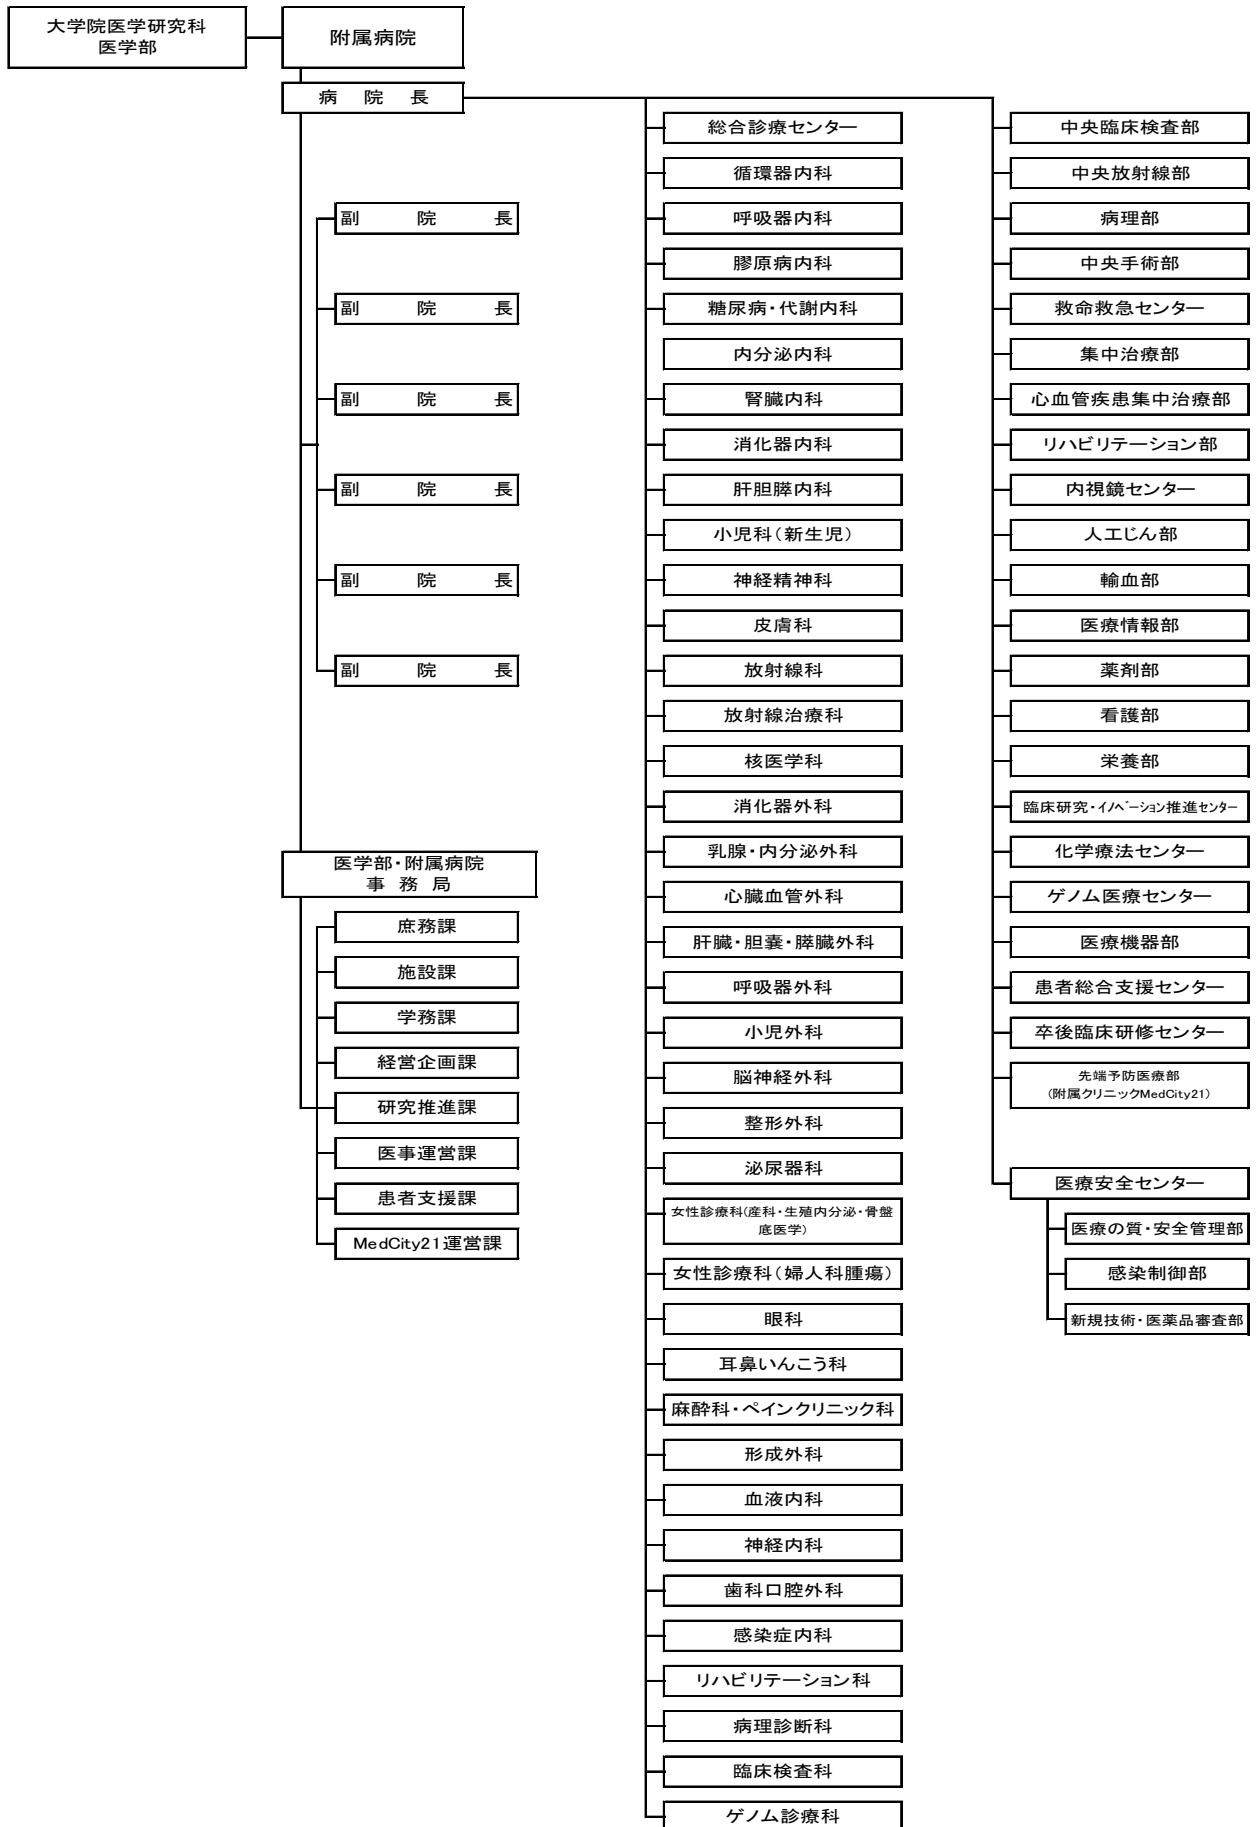 大学院医学研究科
医学部
附属病院
病 院 長
副 院 長
副 院 長
副 院 長
副 院 長
副 院 長
副 院 長
医学部・附属病院
事 務 局
庶務課
施設課
学務課
経営企画課
研究推進課
医事運営課
患者支援課
MedCity21運営課
総合診療センター
循環器内科
呼吸器内科
膠原病内科
糖尿病・代謝内科
内分泌内科
腎臓内科
消化器内科
肝胆膵内科
小児科（新生児）
神経精神科
皮膚科
放射線科
放射線治療科
核医学科
消化器外科
乳腺・内分泌外科
心臓血管外科
肝臓・胆嚢・膵臓外科
呼吸器外科
小児外科
脳神経外科
整形外科
泌尿器科
女性診療科(産科・生殖内分泌・骨盤
底医学)
女性診療科（婦人科腫瘍）
眼科
耳鼻いんこう科
麻酔科・ペインクリニック科
形成外科
血液内科
神経内科
歯科口腔外科
感染症内科
リハビリテーション科
病理診断科
臨床検査科
ゲノム診療科
中央臨床検査部
中央放射線部
病理部
中央手術部
救命救急センター
集中治療部
心血管疾患集中治療部
リハビリテーション部
内視鏡センター
人工じん部
輸血部
医療情報部
薬剤部
看護部
栄養部
臨床研究・イノベーション推進センター
化学療法センター
ゲノム医療センター
医療機器部
患者総合支援センター
卒後臨床研修センター
先端予防医療部
(附属クリニックMedCity21)
医療安全センター
医療の質・安全管理部
感染制御部
新規技術・医薬品審査部